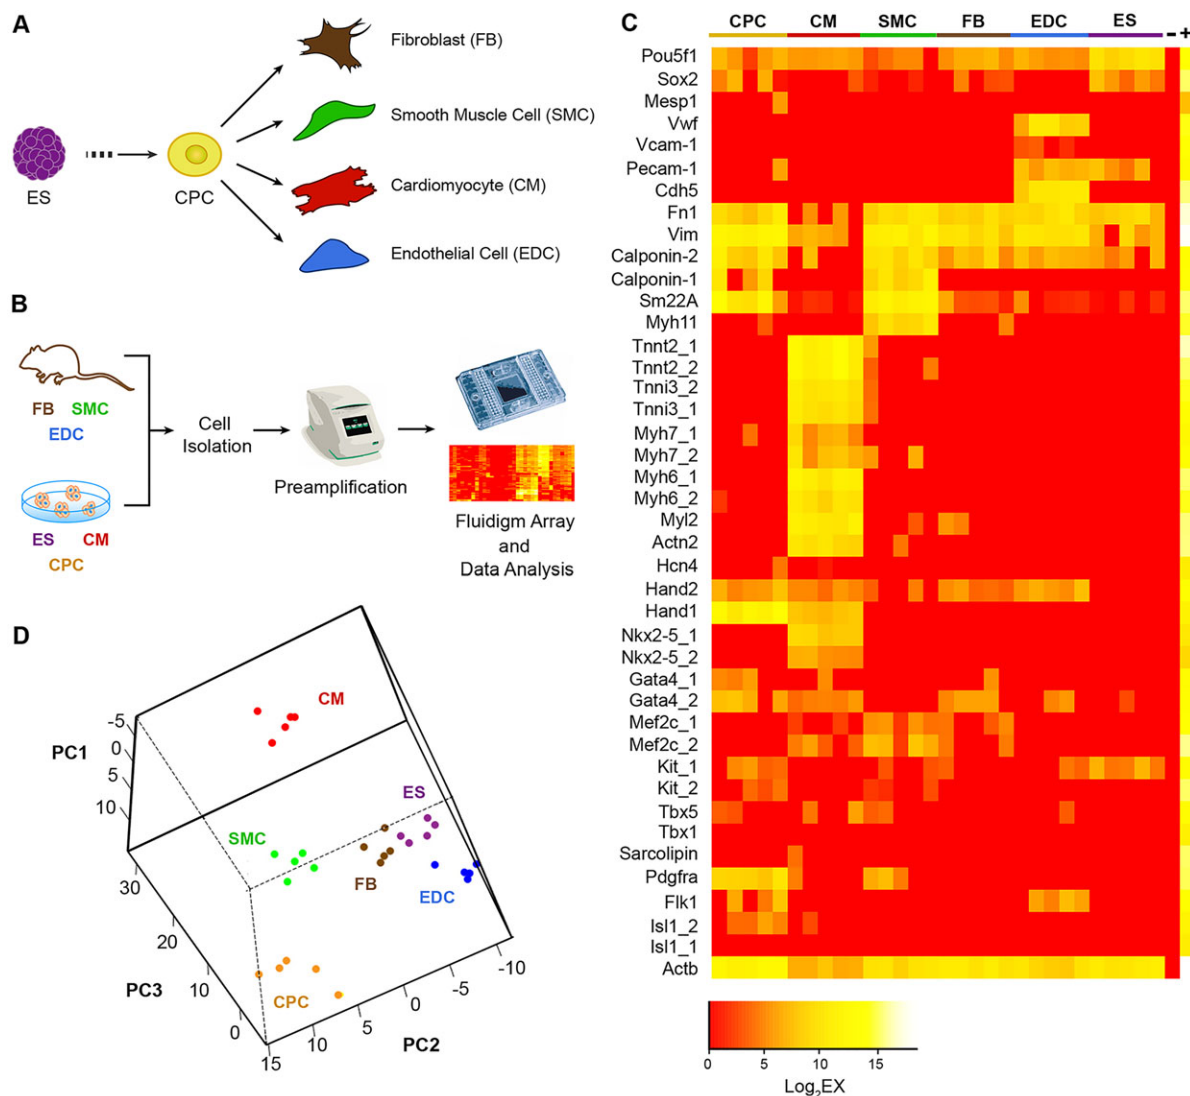 A
Fibroblast (FB)
Smooth Muscle Cell (SMC)
ES
CPC
Cardiomyocyte (CM)
Endothelial Cell (EDC)
B
FB SMC
EDC
Cell
Isolation
Preamplification
ES CM
CPC
Fluidigm Array
and
Data Analysis
C
CPC CM SMC FB EDC ES - +
Pou5f1
Sox2
Mesp1
Vwf
Vcam-1
Pecam-1
Cdh5
Fn1
Vim
Calponin-2
Calponin-1
Sm22A
Myh11
Tnnt2_1
Tnnt2_2
Tnni3_2
Tnni3_1
Myh7_1
Myh7_2
Myh6_1
Myh6_2
Myl2
Actn2
Hcn4
Hand2
Hand1
Nkx2-5_1
Nkx2-5_2
Gata4_1
Gata4_2
Mef2c_1
Mef2c_2
Kit_1
Kit_2
Tbx5
Tbx1
Sarcolipin
Pdgfra
Flk1
Isl1_2
Isl1_1
Actb
0 5 10 15
Log₂EX
D
CM
-5
0
5
10
PC1
ES
SMC
FB
EDC
CPC
30
20
10
0
PC3
15
10
5
0
-5
-10
PC2